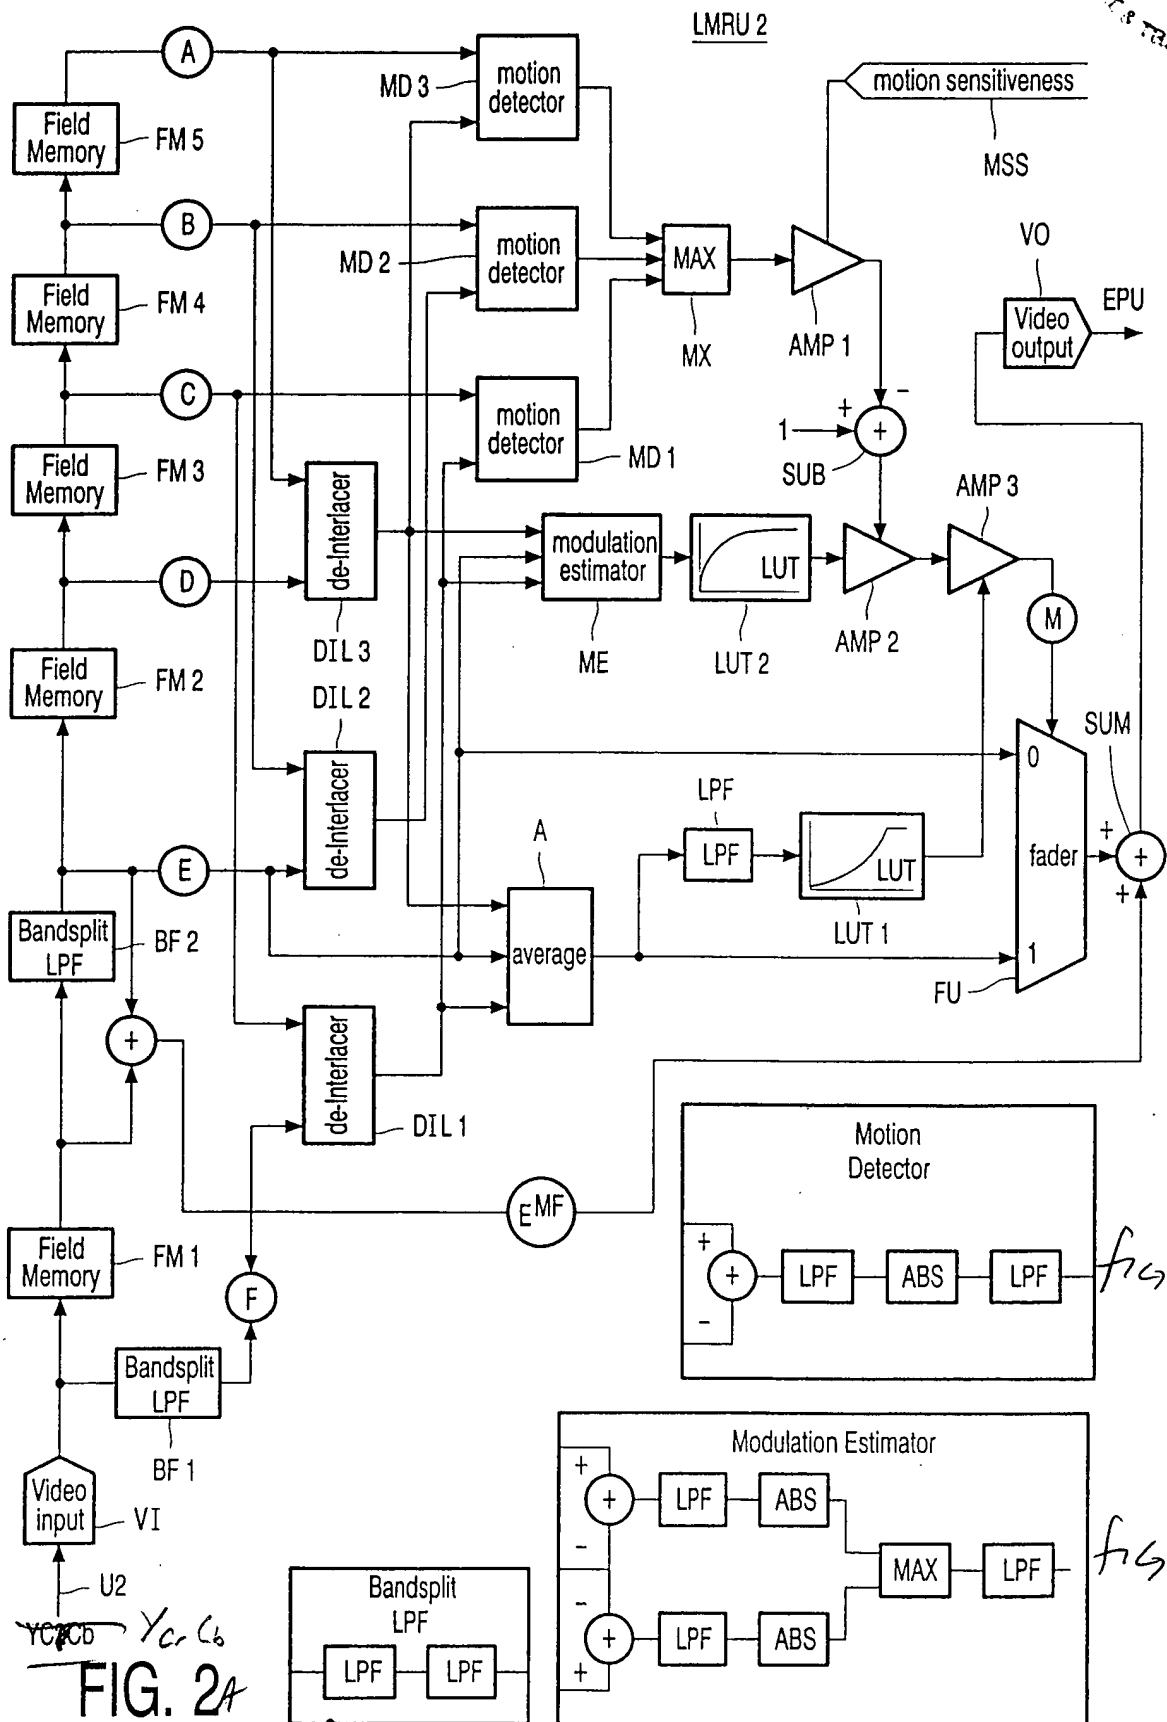 LMRU 2
A
MD 3
motion
detector
motion sensitiveness
MSS
Field
Memory
FM 5
B
MD 2
motion
detector
MAX
MX
AMP 1
VO
Video
output
EPU
Field
Memory
FM 4
C
motion
detector
MD 1
+
−
1
+
SUB
Field
Memory
FM 3
D
de-Interlacer
DIL 3
modulation
estimator
ME
LUT
LUT 2
AMP 2
AMP 3
M
Field
Memory
FM 2
DIL 2
de-Interlacer
E
A
average
LPF
LPF
LUT
LUT 1
0
fader
1
FU
SUM
+
+
+
Bandsplit
LPF
BF 2
+
de-Interlacer
DIL 1
E MF
Field
Memory
FM 1
F
Bandsplit
LPF
BF 1
Video
input
VI
U2
YCrCb
FIG. 2A
Motion
Detector
+
+
−
LPF
ABS
LPF
fig
Modulation Estimator
+
+
−
LPF
ABS
−
+
+
LPF
ABS
MAX
LPF
fig
Bandsplit
LPF
LPF
LPF